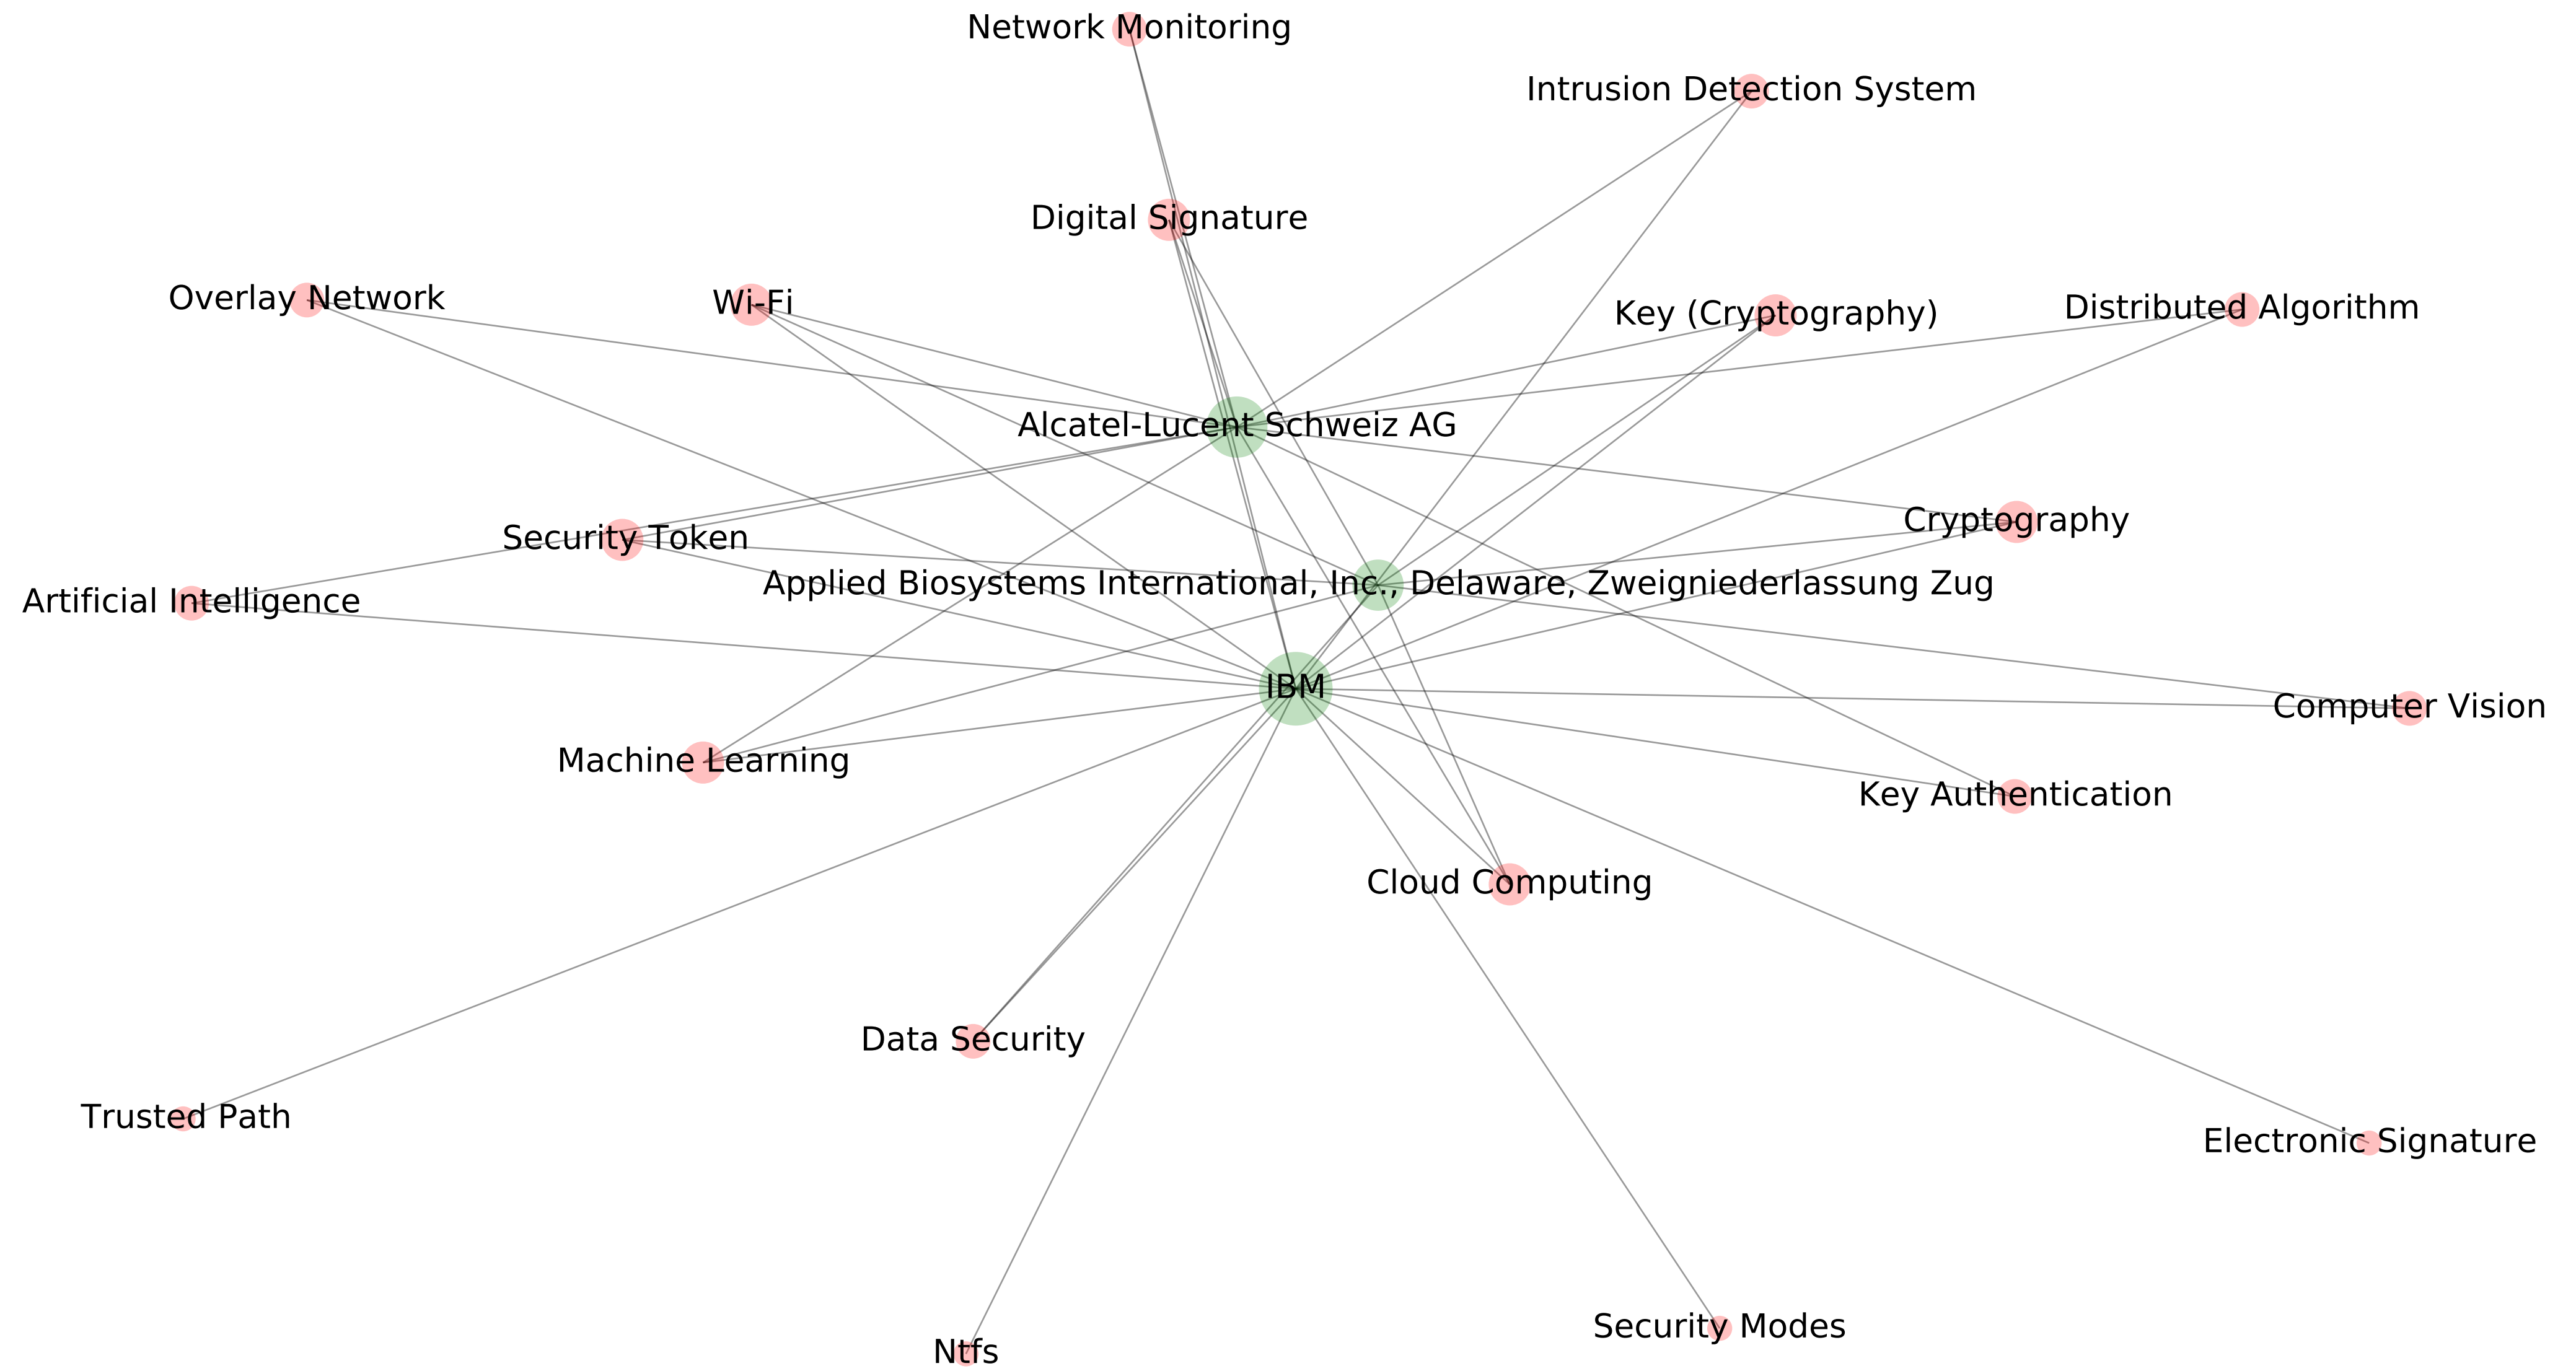 Network Monitoring
Intrusion Detection System
Digital Signature
Overlay Network
Wi-Fi
Key (Cryptography)
Distributed Algorithm
Alcatel-Lucent Schweiz AG
Security Token
Cryptography
Applied Biosystems International, Inc., Delaware, Zweigniederlassung Zug
Artificial Intelligence
IBM
Computer Vision
Machine Learning
Key Authentication
Cloud Computing
Data Security
Trusted Path
Electronic Signature
Security Modes
Ntfs